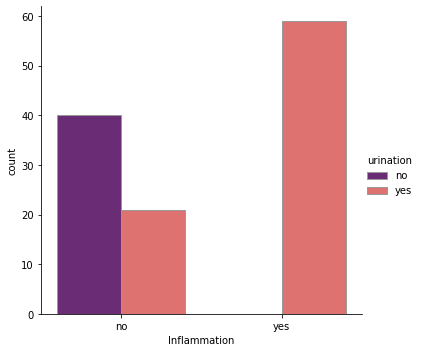 60
50
40
30
20
10
0
count
no
yes
Inflammation
urination
no
yes